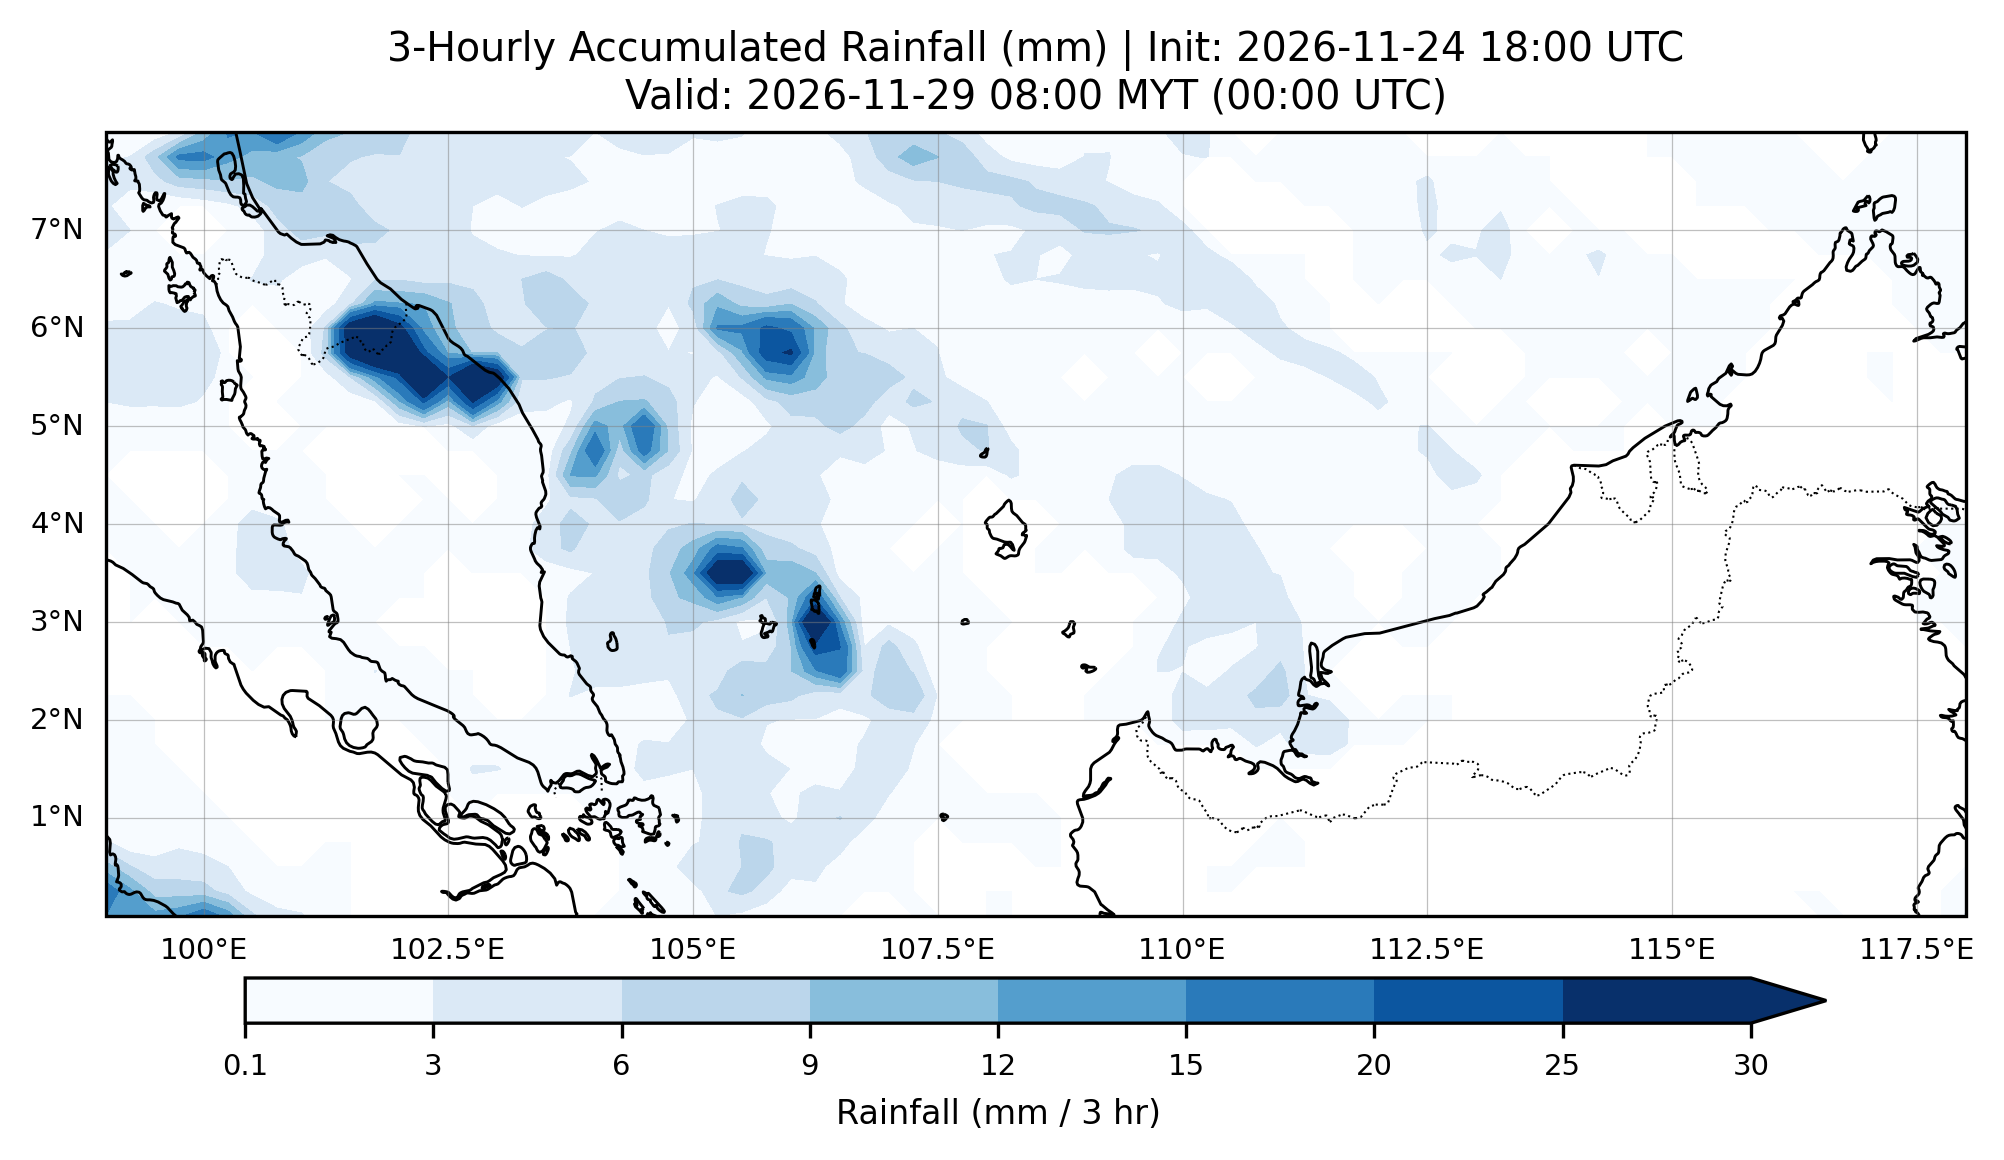 3-Hourly Accumulated Rainfall (mm) | Init: 2026-11-24 18:00 UTC
Valid: 2026-11-29 08:00 MYT (00:00 UTC)
7°N
6°N
5°N
4°N
3°N
2°N
1°N
100°E 102.5°E 105°E 107.5°E 110°E 112.5°E 115°E 117.5°E
0.1 3 6 9 12 15 20 25 30
Rainfall (mm / 3 hr)